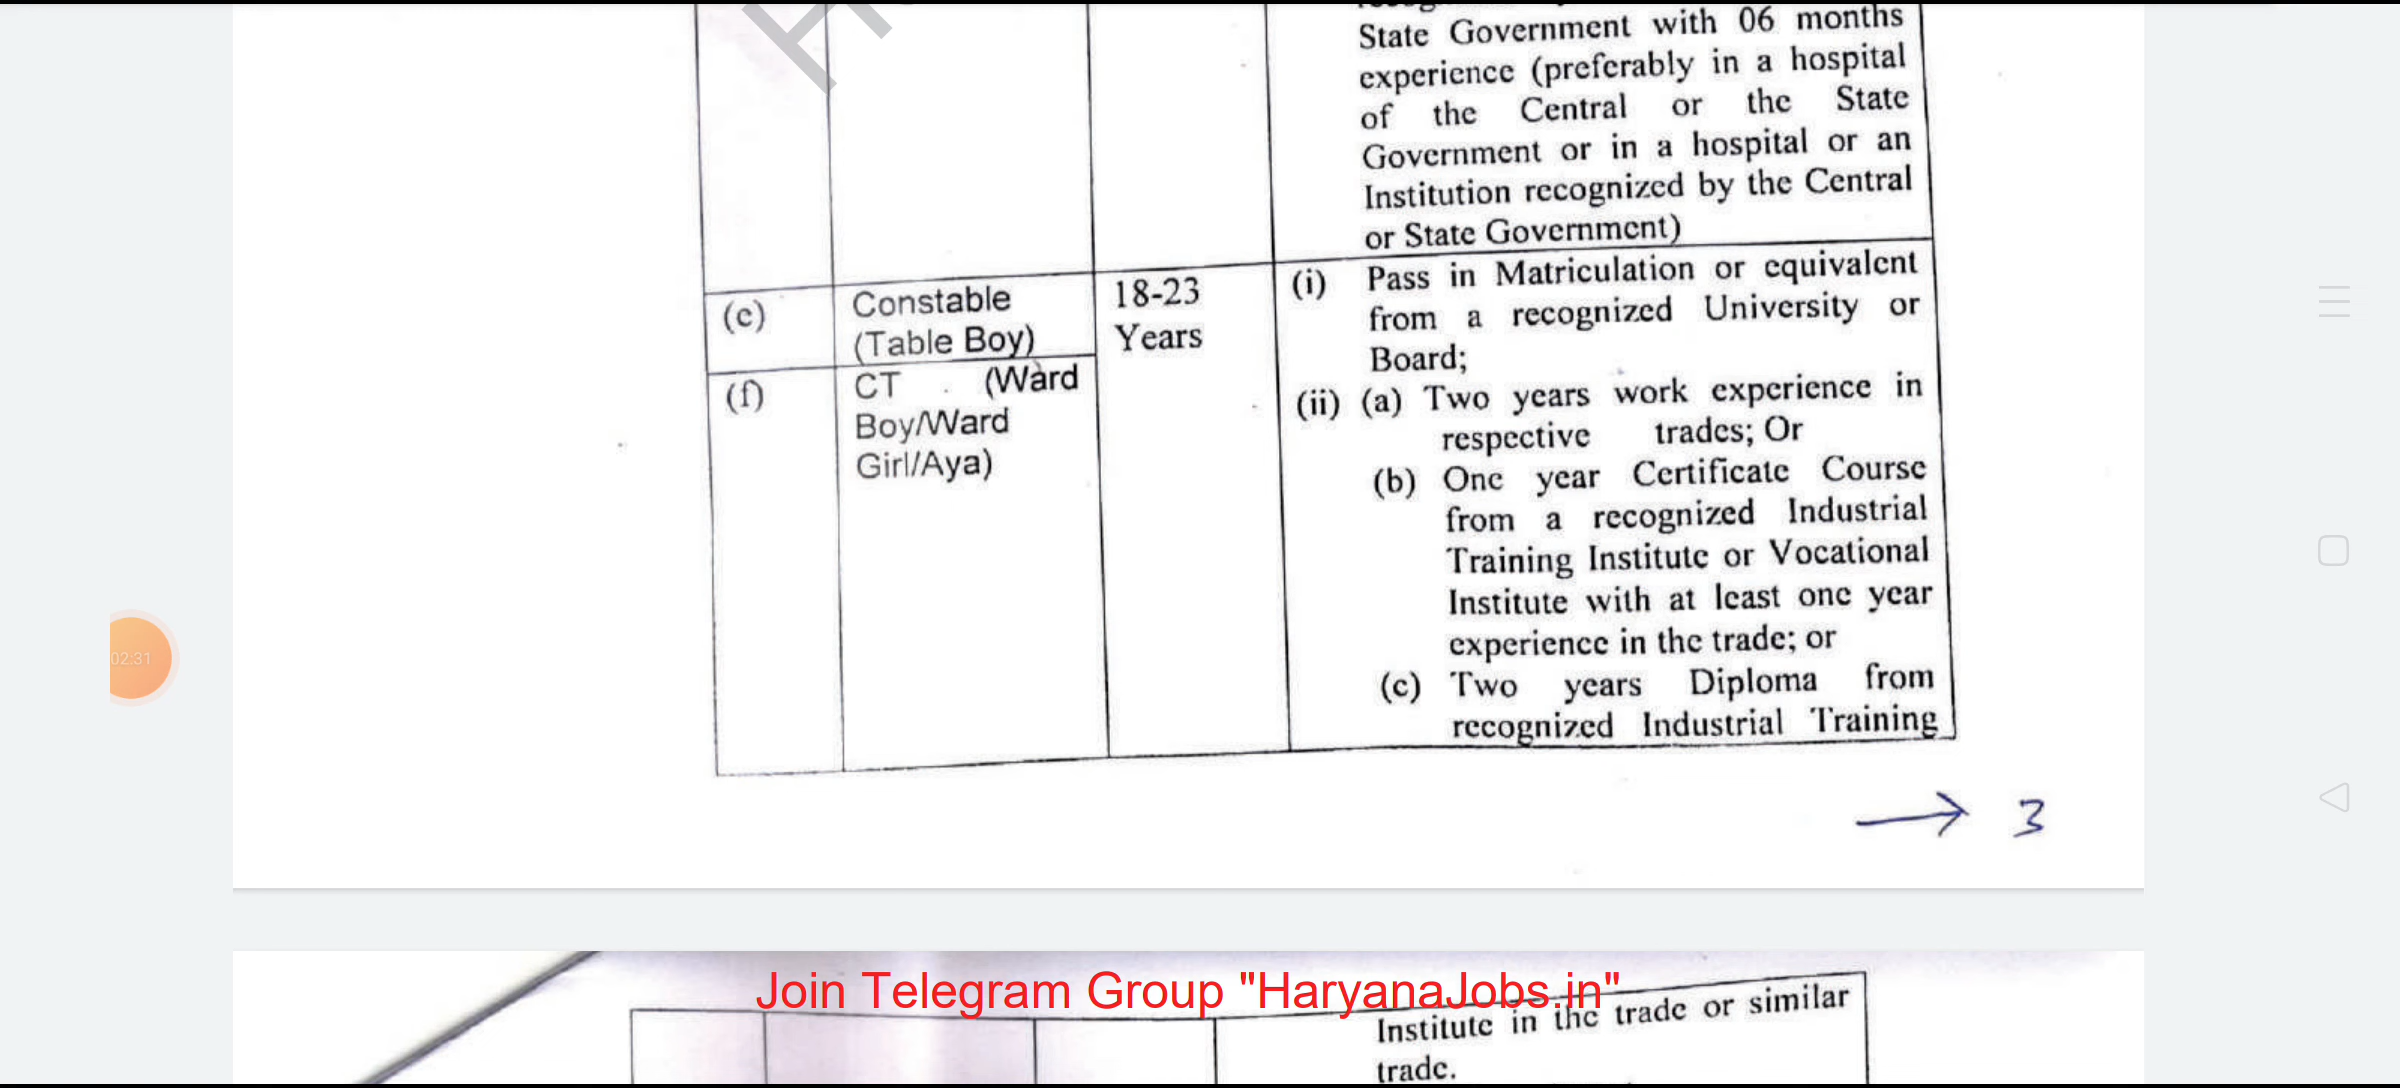 State Government with 06 months
experience (preferably in a hospital
of the Central or the State
Government or in a hospital or an
Institution recognized by the Central
or State Government)
(e) Constable 18-23 (i) Pass in Matriculation or equivalent
(Table Boy) Years from a recognized University or
Board;
(f) CT (Ward (ii) (a) Two years work experience in
Boy/Ward respective trades; Or
Girl/Aya) (b) One year Certificate Course
from a recognized Industrial
Training Institute or Vocational
Institute with at least one year
experience in the trade; or
(c) Two years Diploma from
recognized Industrial Training
→ 3
02:31
Join Telegram Group "HaryanaJobs.in"
Institute in the trade or similar
trade.